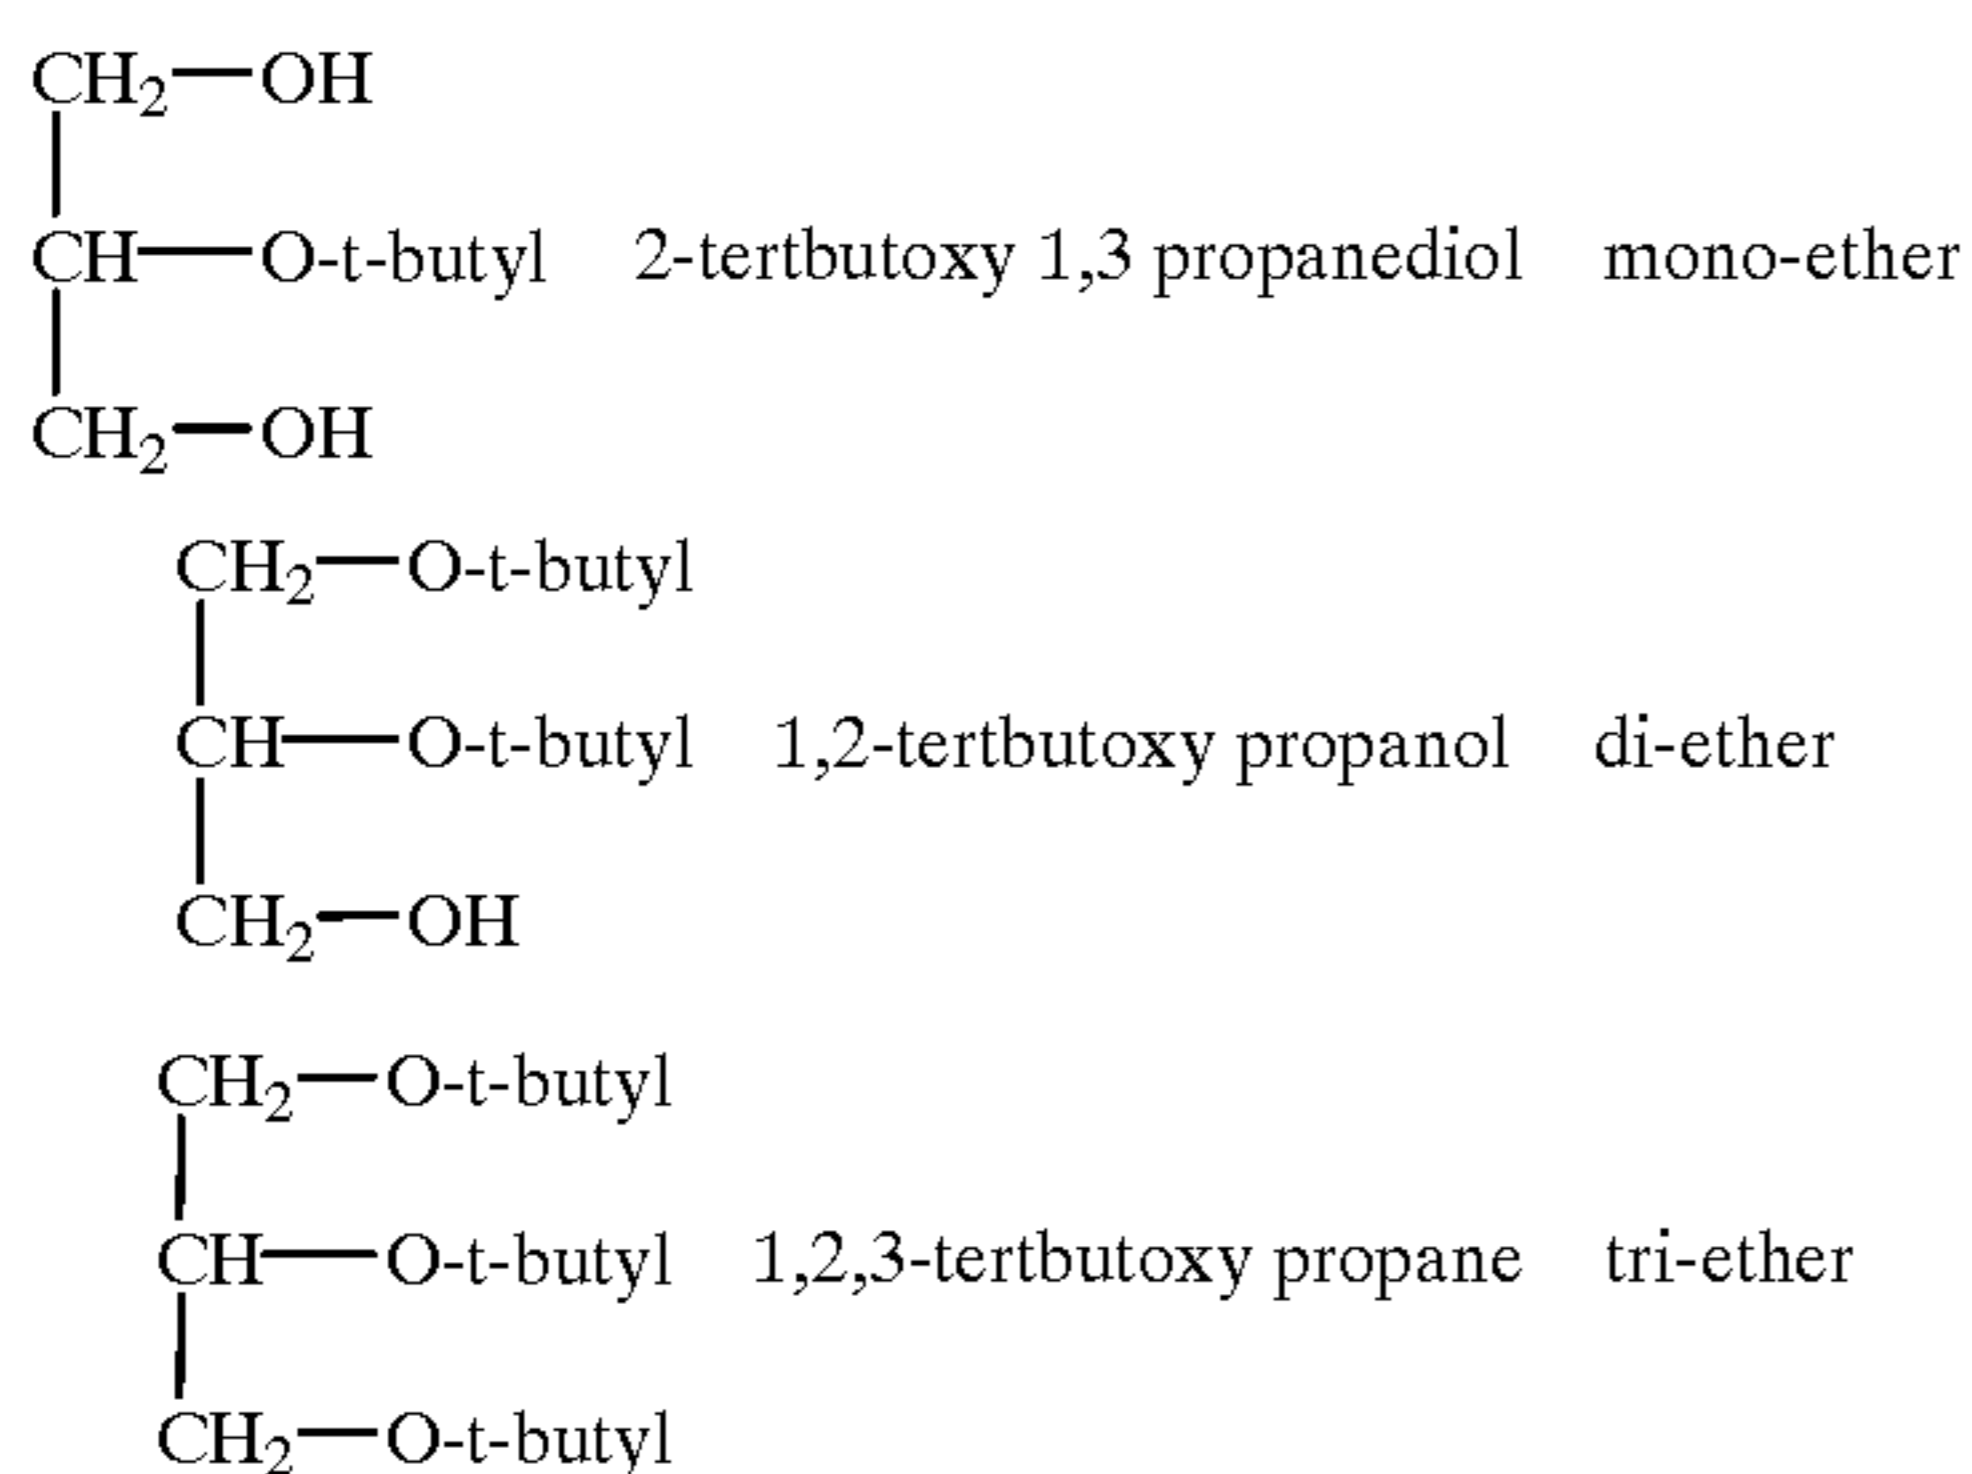 CH2—OH
CH—O-t-butyl 2-tertbutoxy 1,3 propanediol mono-ether
CH2—OH
CH2—O-t-butyl
CH—O-t-butyl 1,2-tertbutoxy propanol di-ether
CH2—OH
CH2—O-t-butyl
CH—O-t-butyl 1,2,3-tertbutoxy propane tri-ether
CH2—O-t-butyl